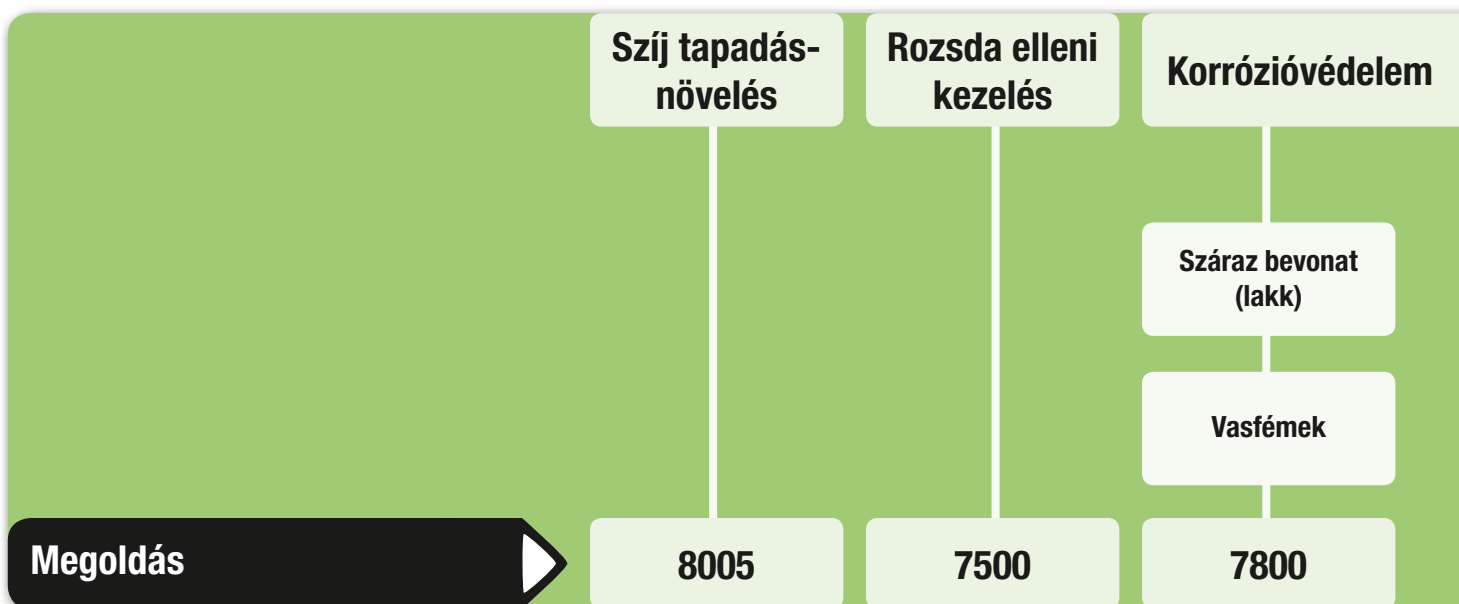 Szíj tapadás-
növelés
Rozsda elleni
kezelés
Korrózióvédelem
Száraz bevonat
(lakk)
Vasfémek
Megoldás
8005
7500
7800